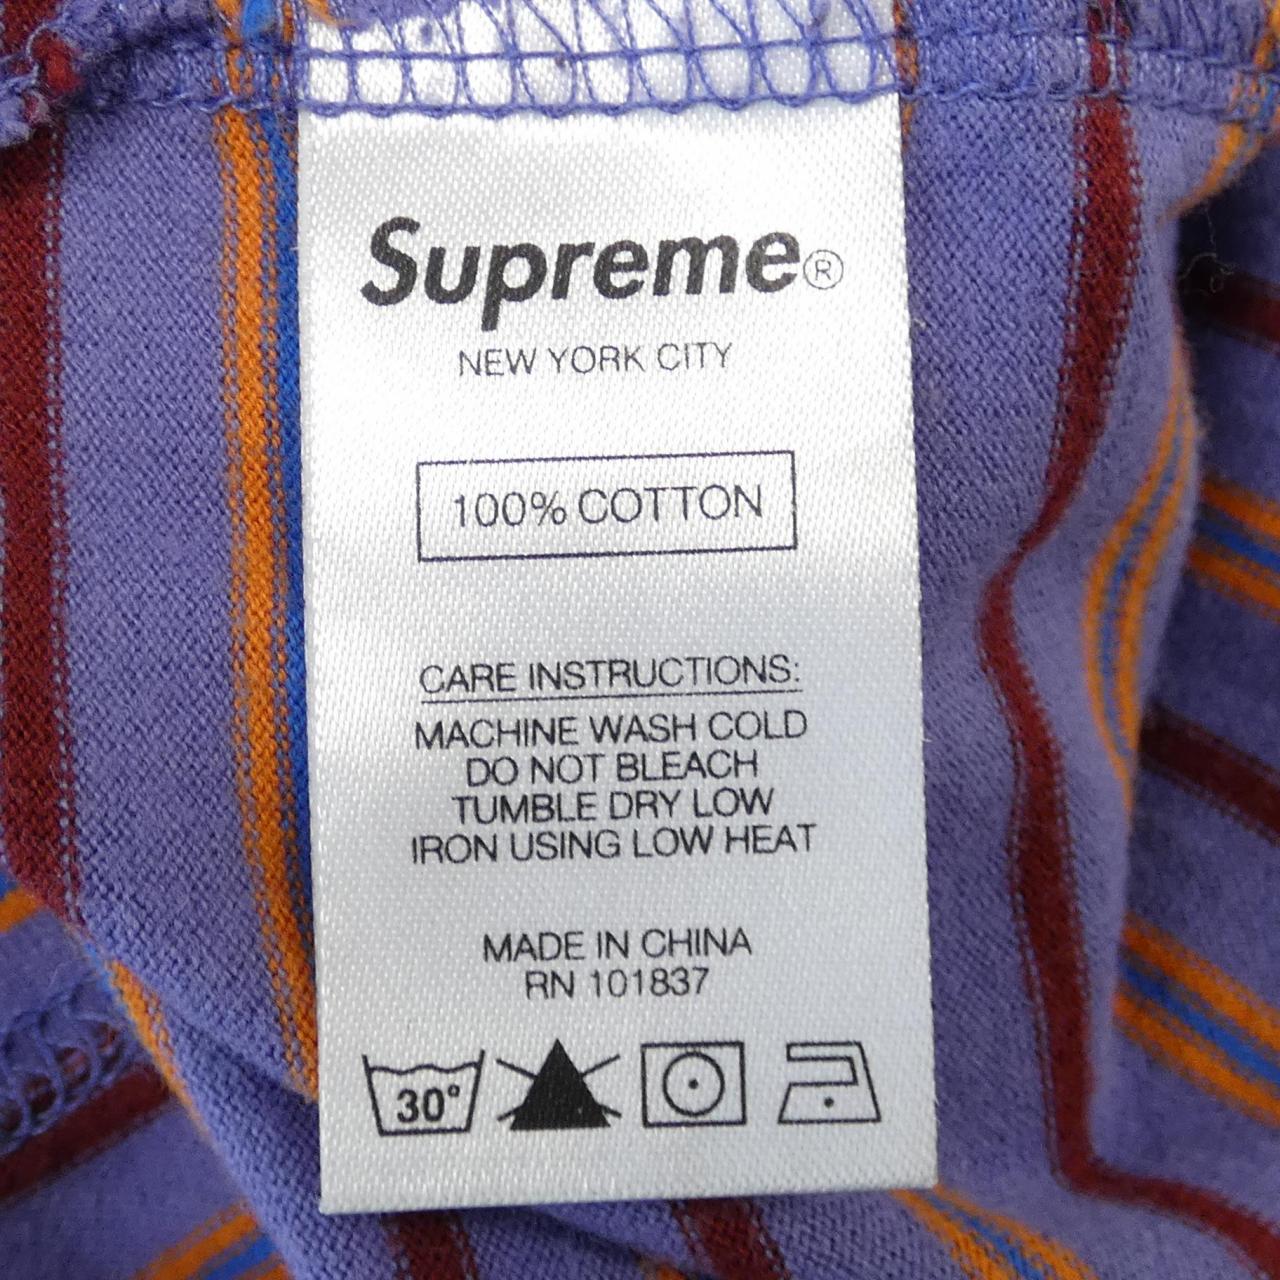 Supreme®
NEW YORK CITY
100% COTTON
CARE INSTRUCTIONS:
MACHINE WASH COLD
DO NOT BLEACH
TUMBLE DRY LOW
IRON USING LOW HEAT
MADE IN CHINA
RN 101837
30°